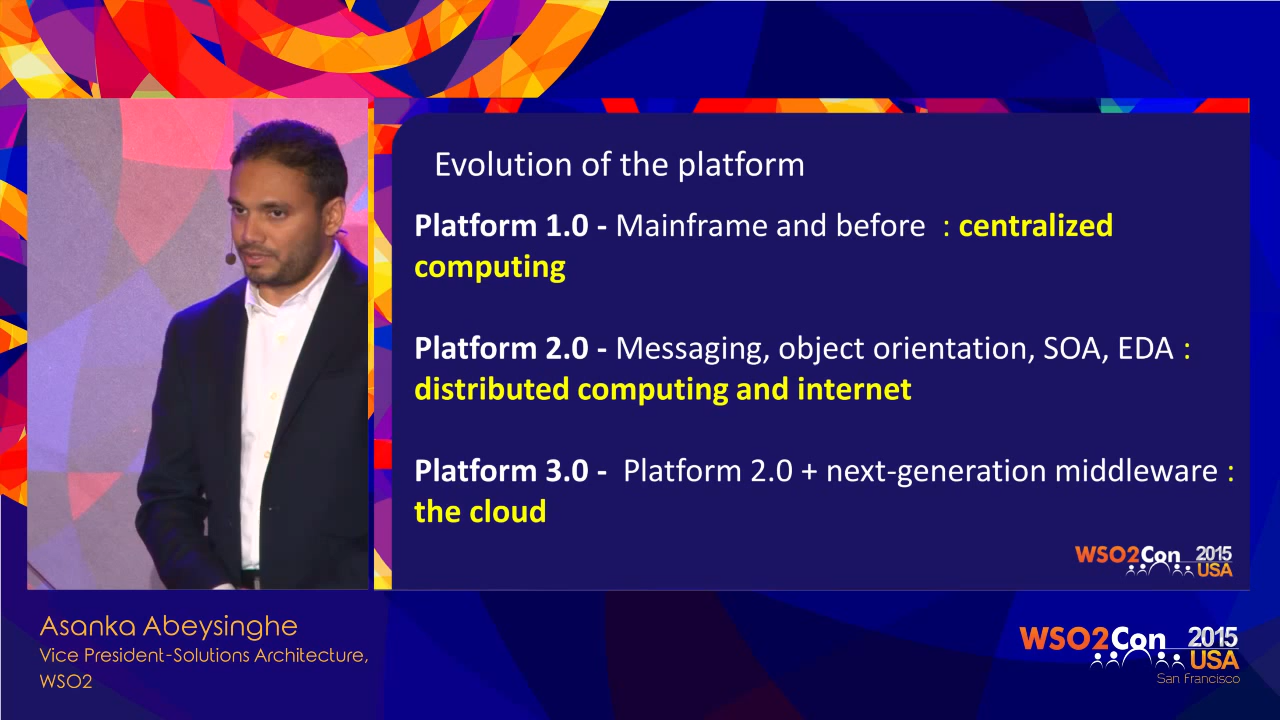 Evolution of the platform
Platform 1.0 - Mainframe and before : centralized
computing
Platform 2.0 - Messaging, object orientation, SOA, EDA :
distributed computing and internet
Platform 3.0 - Platform 2.0 + next-generation middleware :
the cloud
WSO2Con 2015
USA
Asanka Abeysinghe
Vice President-Solutions Architecture,
WSO2
WSO2Con 2015
USA
San Francisco